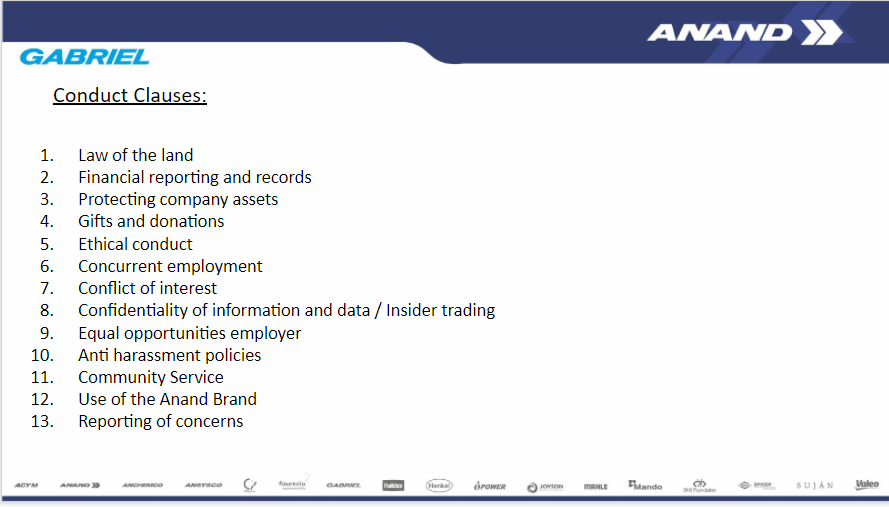 ANAND
GABRIEL
Conduct Clauses:
1. Law of the land
2. Financial reporting and records
3. Protecting company assets
4. Gifts and donations
5. Ethical conduct
6. Concurrent employment
7. Conflict of interest
8. Confidentiality of information and data / Insider trading
9. Equal opportunities employer
10. Anti harassment policies
11. Community Service
12. Use of the Anand Brand
13. Reporting of concerns
ACYM ANAND ANCHEMCO ANSYSCO faurecia GABRIEL Haldex Henkel POWER JOYSON MAHLE Mando SNS Foundation SUJÁN Valeo